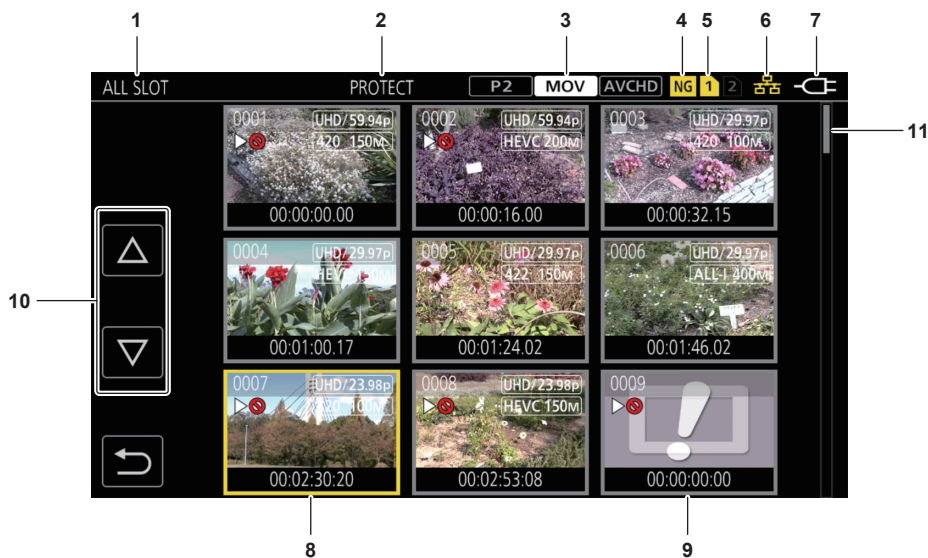 1 2 3 4 5 6 7
ALL SLOT PROTECT P2 MOV AVCHD NG 1 2
0001 UHD/59.94p 0002 UHD/59.94p 0003 UHD/29.97p
420 150M HEVC 200M 420 100M
11
00:00:00.00 00:00:16.00 00:00:32.15
0004 UHD/29.97p 0005 UHD/29.97p 0006 UHD/29.97p
HEVC 150M 422 150M ALL-I 400M
10
00:01:00.17 00:01:24.02 00:01:46.02
0007 UHD/23.98p 0008 UHD/23.98p 0009
420 100M HEVC 150M
00:02:30:20 00:02:53:08 00:00:00:00
8 9